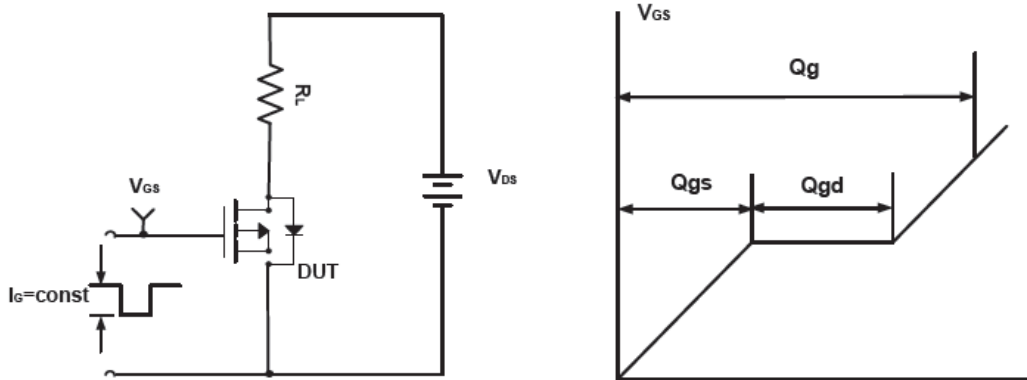 RL
VGS
VDS
DUT
IG=const
VGS
Qg
Qgs
Qgd